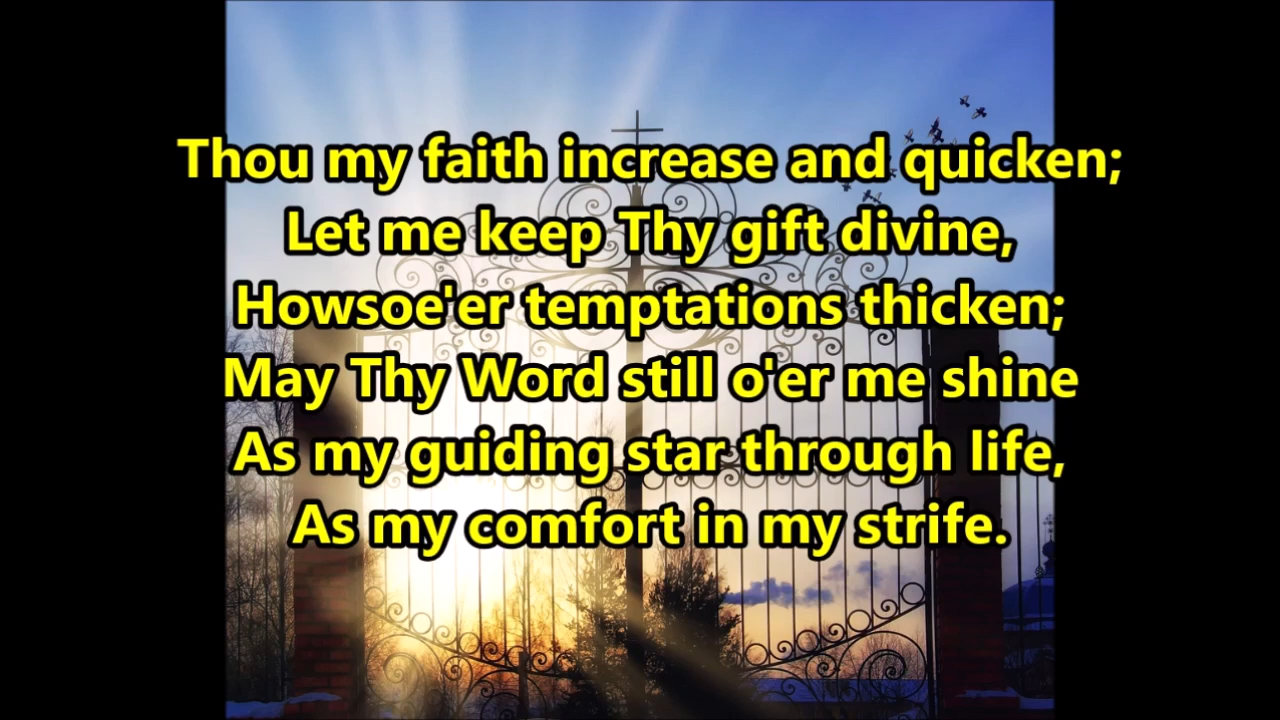 Thou my faith increase and quicken;
Let me keep Thy gift divine,
Howsoe'er temptations thicken;
May Thy Word still o'er me shine
As my guiding star through life,
As my comfort in my strife.